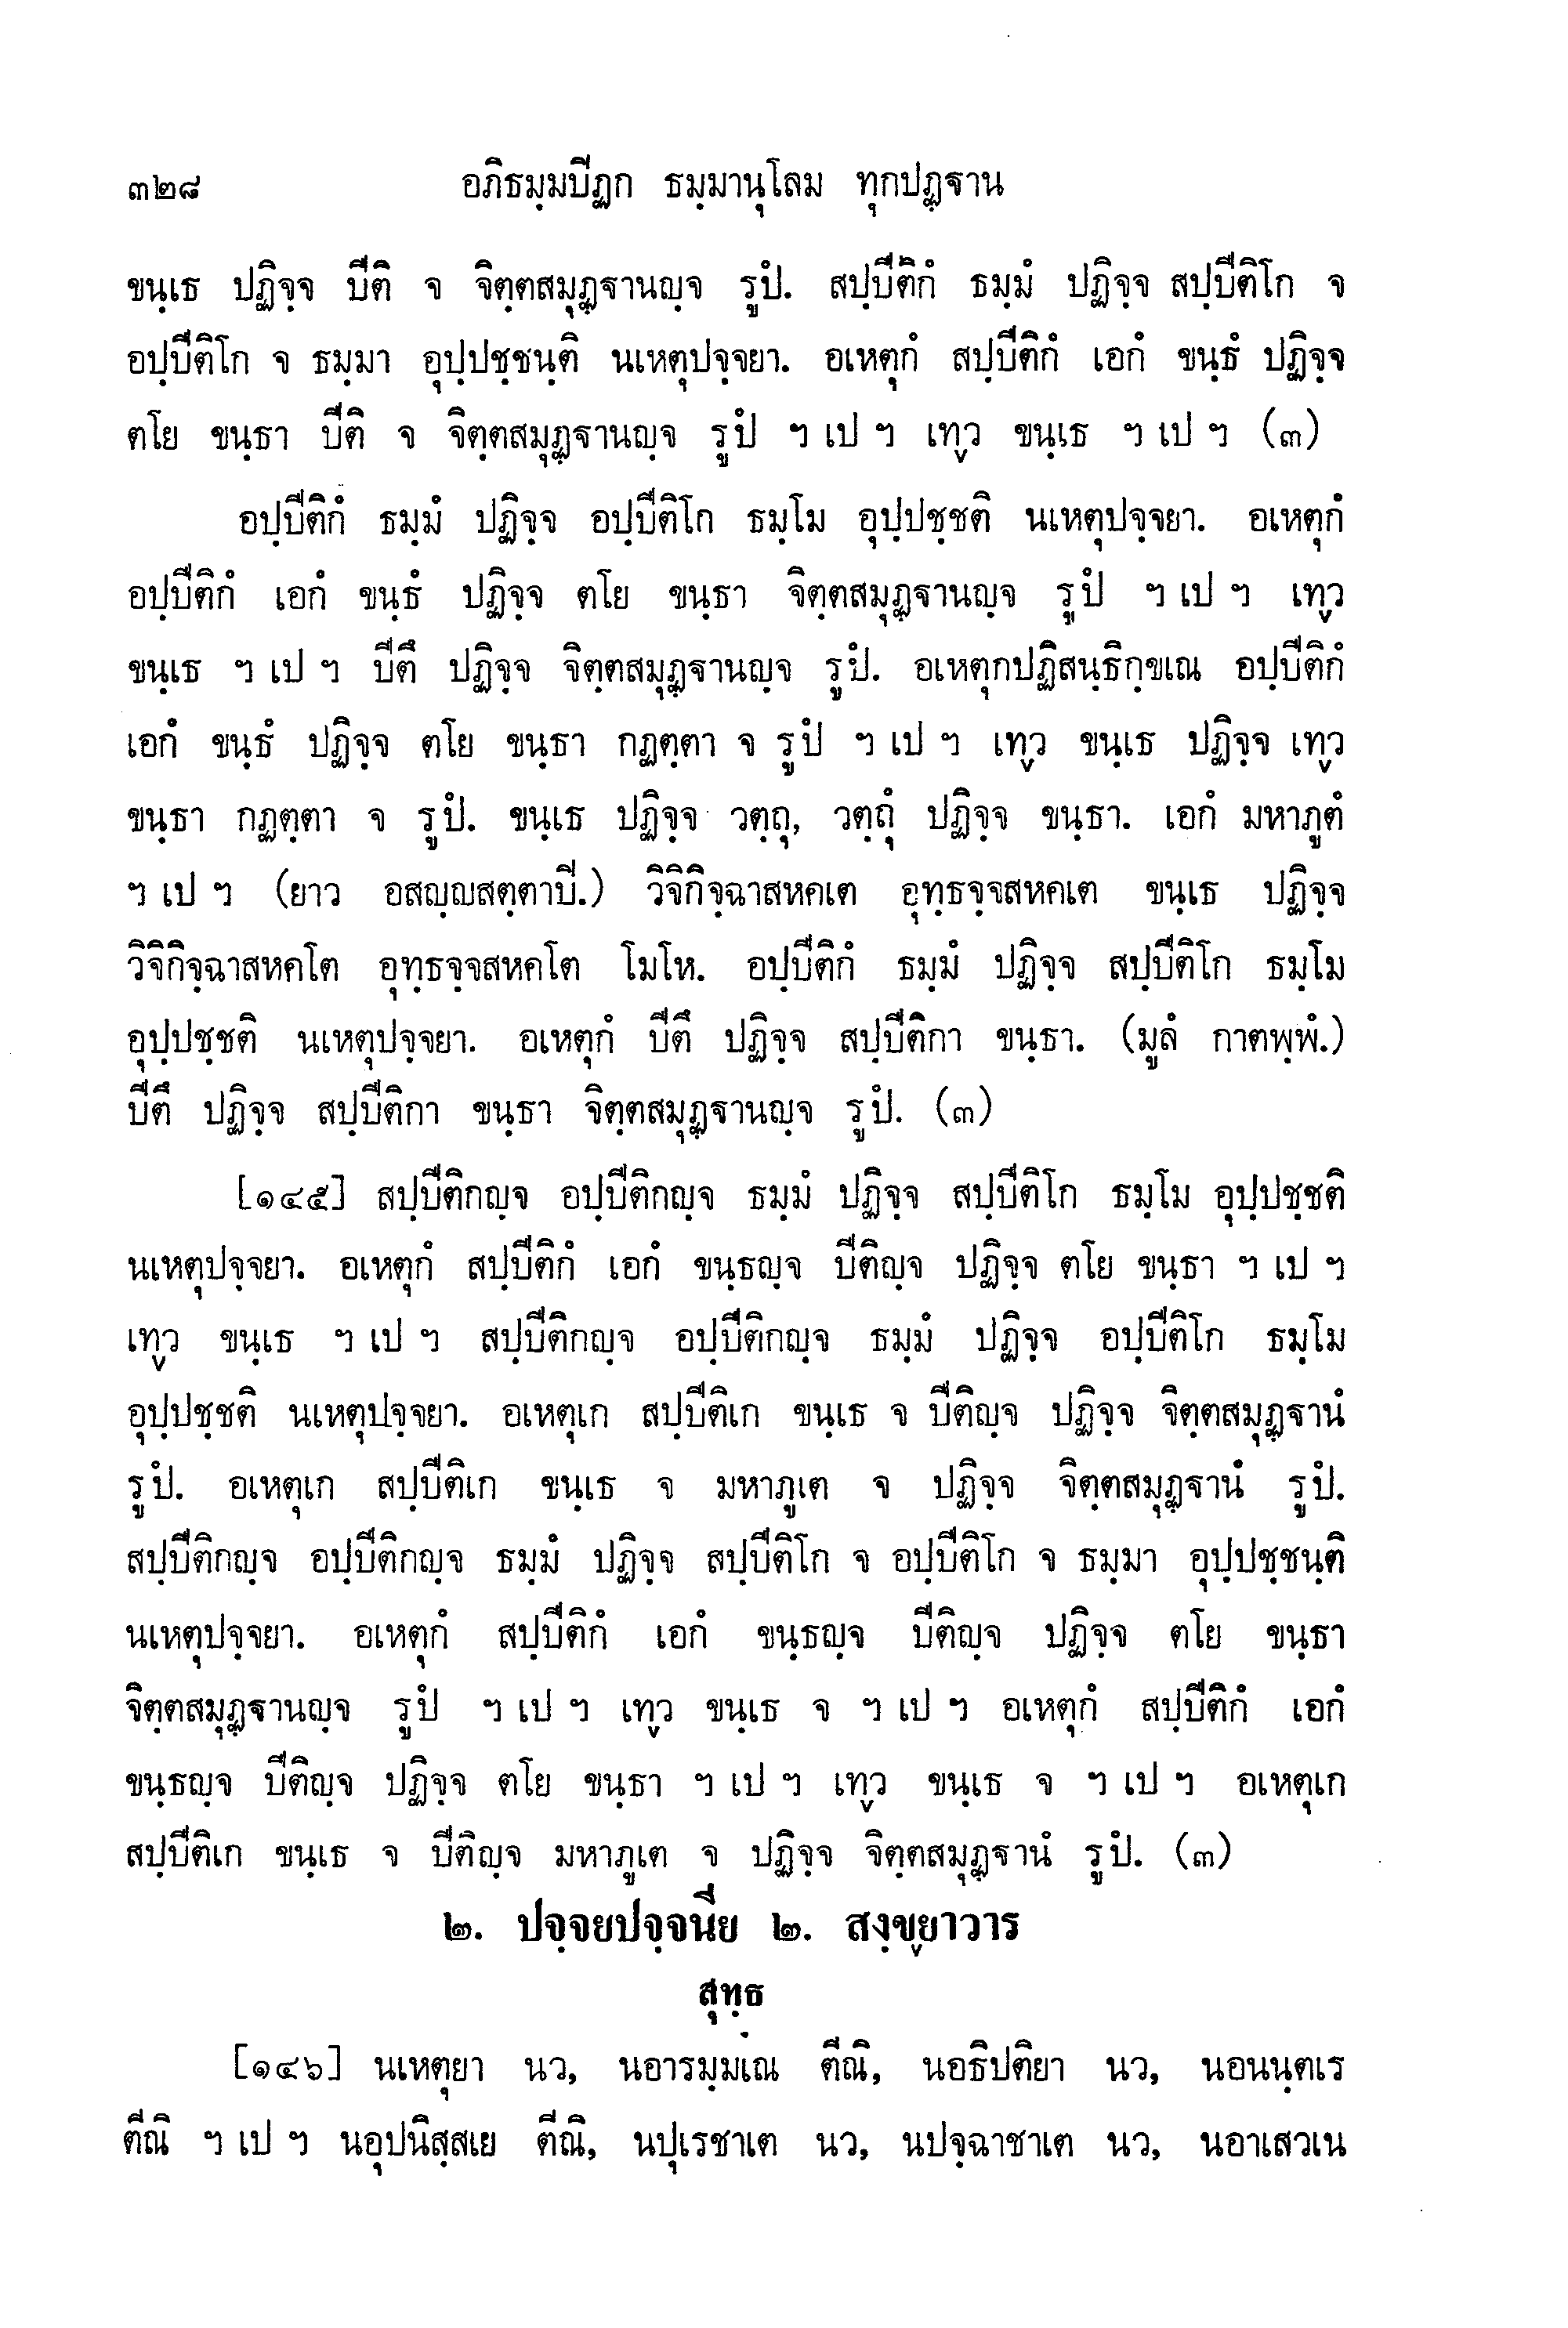 ๓๒๘ อภิธมฺมปีฏก ธมฺมานุโลม ทุกปฏฺฐาน
ขนฺเธ ปฏิจฺจ ปีติ จ จิตฺตสมุฏฺฐานญฺจ รูปํ. สปฺปีติกํ ธมฺมํ ปฏิจฺจ สปฺปีติโก จ
อปฺปีติโก จ ธมฺมา อุปฺปชฺชนฺติ นเหตุปจฺจยา. อเหตุกํ สปฺปีติกํ เอกํ ขนฺธํ ปฏิจฺจ
ตโย ขนฺธา ปีติ จ จิตฺตสมุฏฺฐานญฺจ รูปํ ฯ เป ฯ เทฺว ขนฺเธ ฯ เป ฯ (๓)
อปฺปีติกํ ธมฺมํ ปฏิจฺจ อปฺปีติโก ธมฺโม อุปฺปชฺชติ นเหตุปจฺจยา. อเหตุกํ
อปฺปีติกํ เอกํ ขนฺธํ ปฏิจฺจ ตโย ขนฺธา จิตฺตสมุฏฺฐานญฺจ รูปํ ฯ เป ฯ เทฺว
ขนฺเธ ฯ เป ฯ ปีตึ ปฏิจฺจ จิตฺตสมุฏฺฐานญฺจ รูปํ. อเหตุกปฏิสนฺธิกฺขเณ อปฺปีติกํ
เอกํ ขนฺธํ ปฏิจฺจ ตโย ขนฺธา กฏตฺตา จ รูปํ ฯ เป ฯ เทฺว ขนฺเธ ปฏิจฺจ เทฺว
ขนฺธา กฏตฺตา จ รูปํ. ขนฺเธ ปฏิจฺจ วตฺถุ, วตฺถุํ ปฏิจฺจ ขนฺธา. เอกํ มหาภูตํ
ฯ เป ฯ (ยาว อสญฺญสตฺตาปี.) วิจิกิจฺฉาสหคเต อุทฺธจฺจสหคเต ขนฺเธ ปฏิจฺจ
วิจิกิจฺฉาสหคโต อุทฺธจฺจสหคโต โมโห. อปฺปีติกํ ธมฺมํ ปฏิจฺจ สปฺปีติโก ธมฺโม
อุปฺปชฺชติ นเหตุปจฺจยา. อเหตุกํ ปีตึ ปฏิจฺจ สปฺปีติกา ขนฺธา. (มูลํ กาตพฺพํ.)
ปีตึ ปฏิจฺจ สปฺปีติกา ขนฺธา จิตฺตสมุฏฺฐานญฺจ รูปํ. (๓)
[๑๔๕] สปฺปีติกญฺจ อปฺปีติกญฺจ ธมฺมํ ปฏิจฺจ สปฺปีติโก ธมฺโม อุปฺปชฺชติ
นเหตุปจฺจยา. อเหตุกํ สปฺปีติกํ เอกํ ขนฺธญฺจ ปีติญฺจ ปฏิจฺจ ตโย ขนฺธา ฯ เป ฯ
เทฺว ขนฺเธ ฯ เป ฯ สปฺปีติกญฺจ อปฺปีติกญฺจ ธมฺมํ ปฏิจฺจ อปฺปีติโก ธมฺโม
อุปฺปชฺชติ นเหตุปจฺจยา. อเหตุเก สปฺปีติเก ขนฺเธ จ ปีติญฺจ ปฏิจฺจ จิตฺตสมุฏฺฐานํ
รูปํ. อเหตุเก สปฺปีติเก ขนฺเธ จ มหาภูเต จ ปฏิจฺจ จิตฺตสมุฏฺฐานํ รูปํ.
สปฺปีติกญฺจ อปฺปีติกญฺจ ธมฺมํ ปฏิจฺจ สปฺปีติโก จ อปฺปีติโก จ ธมฺมา อุปฺปชฺชนฺติ
นเหตุปจฺจยา. อเหตุกํ สปฺปีติกํ เอกํ ขนฺธญฺจ ปีติญฺจ ปฏิจฺจ ตโย ขนฺธา
จิตฺตสมุฏฺฐานญฺจ รูปํ ฯ เป ฯ เทฺว ขนฺเธ จ ฯ เป ฯ อเหตุกํ สปฺปีติกํ เอกํ
ขนฺธญฺจ ปีติญฺจ ปฏิจฺจ ตโย ขนฺธา ฯ เป ฯ เทฺว ขนฺเธ จ ฯ เป ฯ อเหตุเก
สปฺปีติเก ขนฺเธ จ ปีติญฺจ มหาภูเต จ ปฏิจฺจ จิตฺตสมุฏฺฐานํ รูปํ. (๓)
๒. ปจฺจยปจฺจนีย ๒. สงฺขฺยาวาร
สุทฺธ
[๑๔๖] นเหตุยา นว, นอารมฺมเณ ตีณิ, นอธิปติยา นว, นอนนฺตเร
ตีณิ ฯ เป ฯ นอุปนิสฺสเย ตีณิ, นปุเรชาเต นว, นปจฺฉาชาเต นว, นอาเสวเน